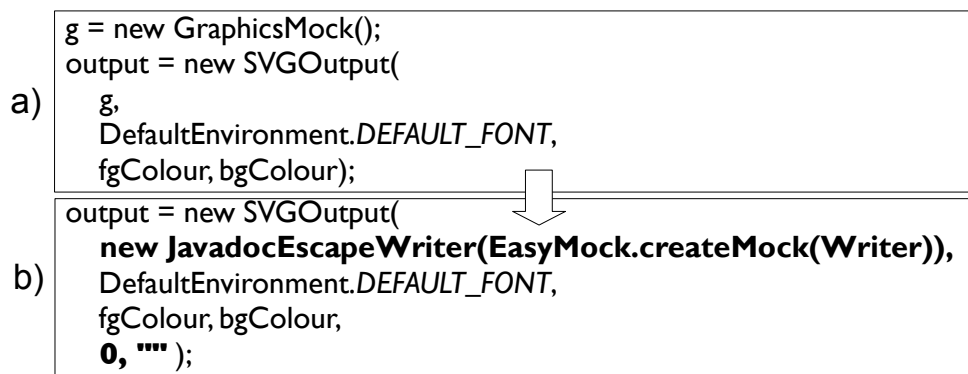 a)
g = new GraphicsMock();
output = new SVGOutput(
g,
DefaultEnvironment.DEFAULT_FONT,
fgColour, bgColour);
b)
output = new SVGOutput(
new JavadocEscapeWriter(EasyMock.createMock(Writer)),
DefaultEnvironment.DEFAULT_FONT,
fgColour, bgColour,
0, "" );